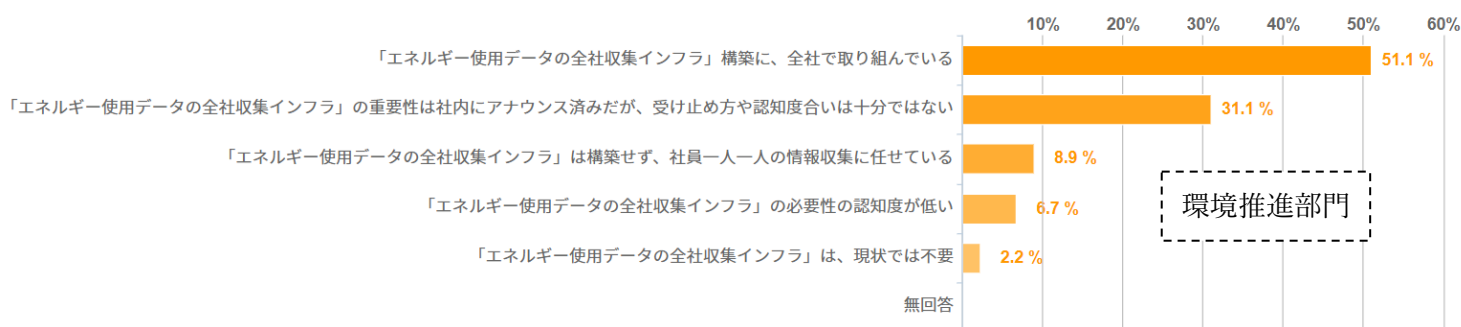 10% 20% 30% 40% 50% 60%
「エネルギー使用データの全社収集インフラ」構築に、全社で取り組んでいる 51.1 %
「エネルギー使用データの全社収集インフラ」の重要性は社内にアナウンス済みだが、受け止め方や認知度合いは十分ではない 31.1 %
「エネルギー使用データの全社収集インフラ」は構築せず、社員一人一人の情報収集に任せている 8.9 %
「エネルギー使用データの全社収集インフラ」の必要性の認知度が低い 6.7 %
環境推進部門
「エネルギー使用データの全社収集インフラ」は、現状では不要 2.2 %
無回答